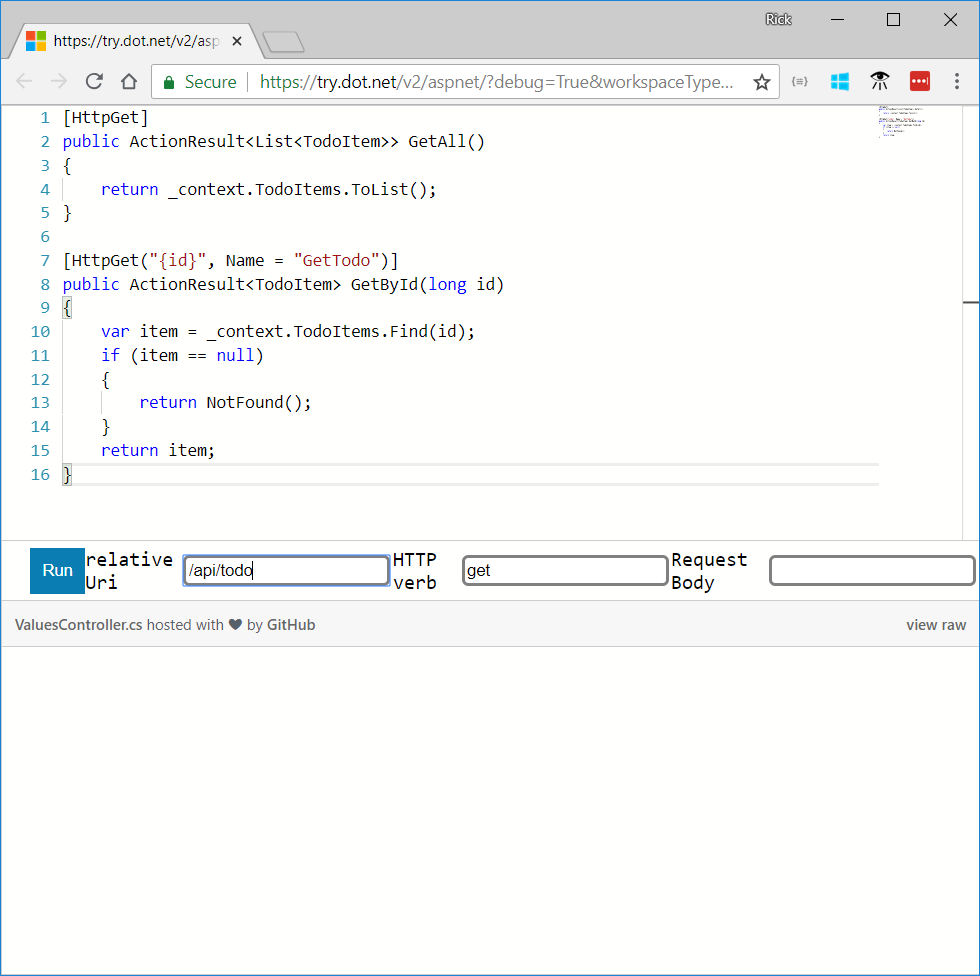 Rick
https://try.dot.net/v2/asp
Secure https://try.dot.net/v2/aspnet/?debug=True&workspaceType...
1 [HttpGet]
2 public ActionResult<List<TodoItem>> GetAll()
3 {
4     return _context.TodoItems.ToList();
5 }
6
7 [HttpGet("{id}", Name = "GetTodo")]
8 public ActionResult<TodoItem> GetById(long id)
9 {
10     var item = _context.TodoItems.Find(id);
11     if (item == null)
12     {
13         return NotFound();
14     }
15     return item;
16 }
Run relative Uri /api/todo HTTP verb get Request Body
ValuesController.cs hosted with ❤ by GitHub view raw